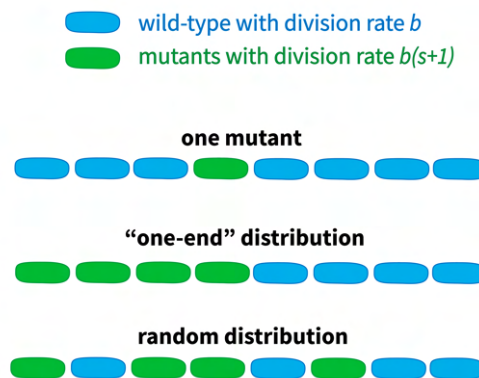 wild-type with division rate b
mutants with division rate b(s+1)
one mutant
“one-end” distribution
random distribution